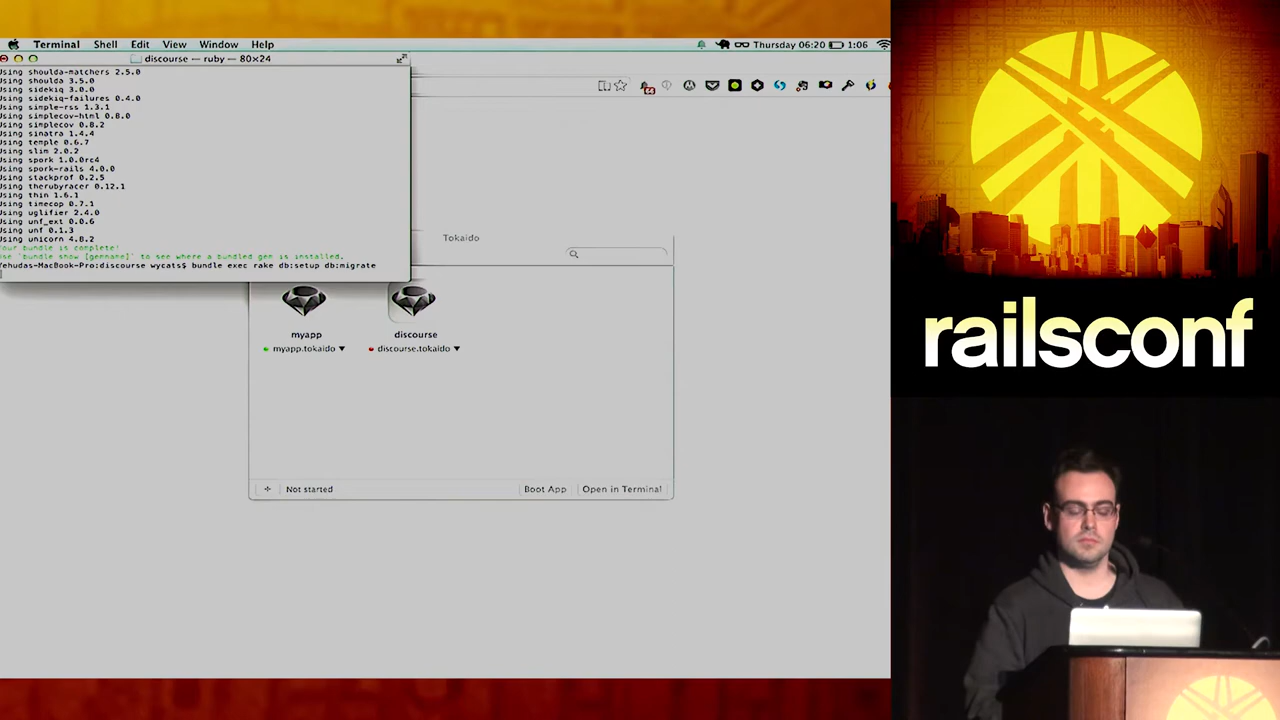 Terminal Shell Edit View Window Help
Thursday 06:20 1:06
discourse — ruby — 80×24
Using shoulda-matchers 2.5.0
Using shoulda 3.5.0
Using sidekiq 3.0.0
Using sidekiq-failures 0.4.0
Using simple-rss 1.3.1
Using simplecov-html 0.8.0
Using simplecov 0.8.2
Using sinatra 1.4.4
Using temple 0.6.7
Using slim 2.0.2
Using spork 1.0.0rc4
Using spork-rails 4.0.0
Using stackprof 0.2.5
Using therubyracer 0.12.1
Using thin 1.6.1
Using timecop 0.7.1
Using uglifier 2.4.0
Using unf_ext 0.0.6
Using unf 0.1.3
Using unicorn 4.8.2
Your bundle is complete!
Use `bundle show [gemname]` to see where a bundled gem is installed.
Yehudas-MacBook-Pro:discourse wycats$ bundle exec rake db:setup db:migrate
Tokaido
myapp
discourse
myapp.tokaido ▼
discourse.tokaido ▼
Not started
Boot App
Open in Terminal
railsconf